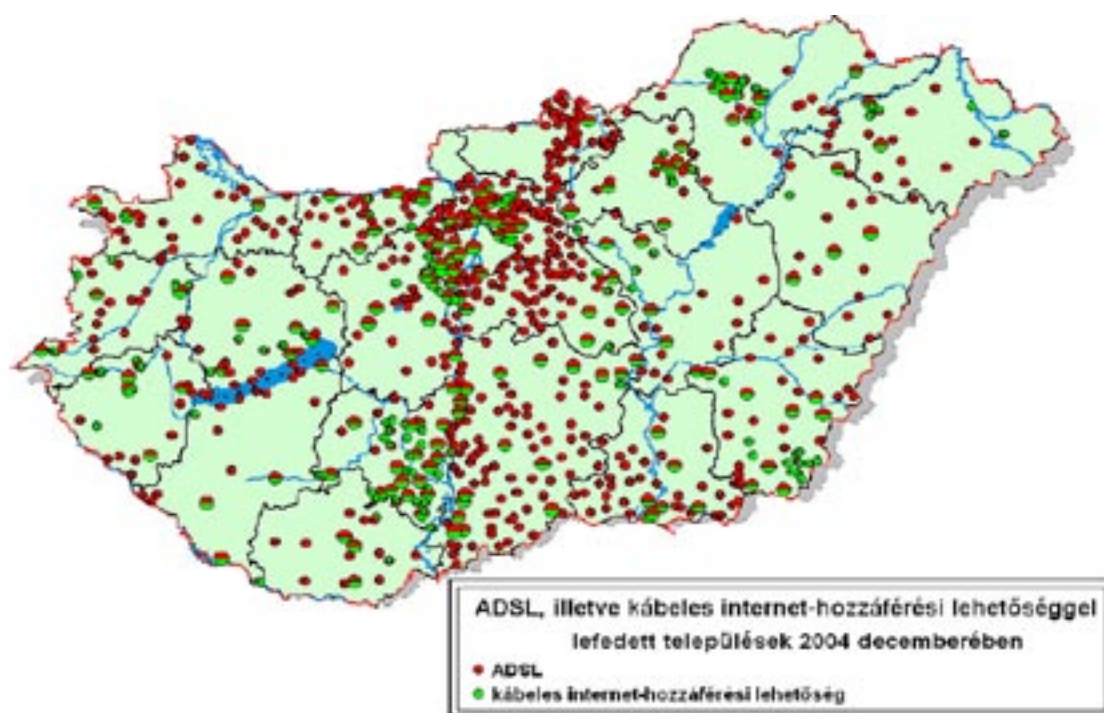 ADSL, illetve kábeles internet-hozzáférési lehetőséggel
lefedett települések 2004 decemberében
ADSL
kábeles internet-hozzáférési lehetőség